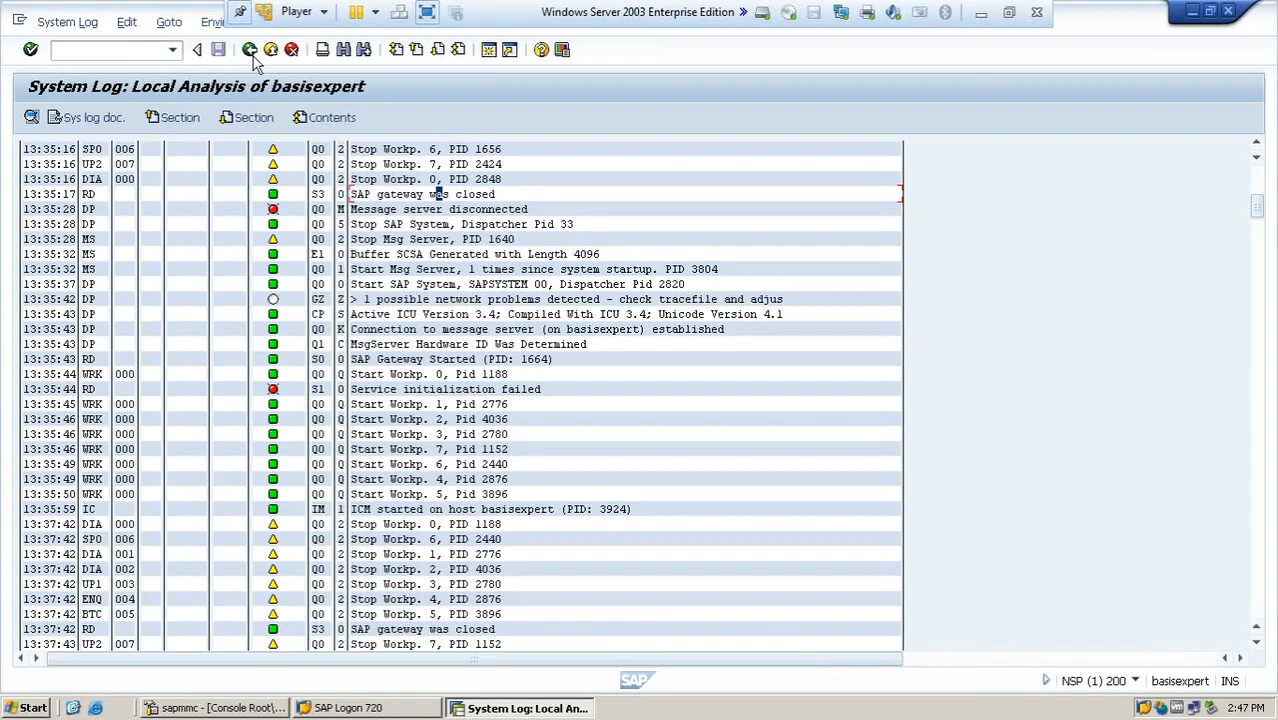 System Log Edit Goto Envi Player Windows Server 2003 Enterprise Edition
System Log: Local Analysis of basisexpert
Sys log doc. Section Section Contents
13:35:16 SPO 006 Q0 2 Stop Workp. 6, PID 1656
13:35:16 UP2 007 Q0 2 Stop Workp. 7, PID 2424
13:35:16 DIA 000 Q0 2 Stop Workp. 0, PID 2848
13:35:17 RD S3 0 SAP gateway was closed
13:35:28 DP Q0 M Message server disconnected
13:35:28 DP Q0 5 Stop SAP System, Dispatcher Pid 33
13:35:28 MS Q0 2 Stop Msg Server, PID 1640
13:35:32 MS E1 0 Buffer SCSA Generated with Length 4096
13:35:32 MS Q0 1 Start Msg Server, 1 times since system startup. PID 3804
13:35:37 DP Q0 0 Start SAP System, SAPSYSTEM 00, Dispatcher Pid 2820
13:35:42 DP GZ Z > 1 possible network problems detected - check tracefile and adjus
13:35:43 DP CP S Active ICU Version 3.4; Compiled With ICU 3.4; Unicode Version 4.1
13:35:43 DP Q0 K Connection to message server (on basisexpert) established
13:35:43 DP Q1 C MsgServer Hardware ID Was Determined
13:35:43 RD S0 0 SAP Gateway Started (PID: 1664)
13:35:44 WRK 000 Q0 Q Start Workp. 0, Pid 1188
13:35:44 RD S1 0 Service initialization failed
13:35:45 WRK 000 Q0 Q Start Workp. 1, Pid 2776
13:35:46 WRK 000 Q0 Q Start Workp. 2, Pid 4036
13:35:46 WRK 000 Q0 Q Start Workp. 3, Pid 2780
13:35:46 WRK 000 Q0 Q Start Workp. 7, Pid 1152
13:35:49 WRK 000 Q0 Q Start Workp. 6, Pid 2440
13:35:49 WRK 000 Q0 Q Start Workp. 4, Pid 2876
13:35:50 WRK 000 Q0 Q Start Workp. 5, Pid 3896
13:35:59 IC IM 1 ICM started on host basisexpert (PID: 3924)
13:37:42 DIA 000 Q0 2 Stop Workp. 0, PID 1188
13:37:42 SPO 006 Q0 2 Stop Workp. 6, PID 2440
13:37:42 DIA 001 Q0 2 Stop Workp. 1, PID 2776
13:37:42 DIA 002 Q0 2 Stop Workp. 2, PID 4036
13:37:42 UP1 003 Q0 2 Stop Workp. 3, PID 2780
13:37:42 ENQ 004 Q0 2 Stop Workp. 4, PID 2876
13:37:42 BTC 005 Q0 2 Stop Workp. 5, PID 3896
13:37:42 RD S3 0 SAP gateway was closed
13:37:43 UP2 007 Q0 2 Stop Workp. 7, PID 1152
SAP NSP (1) 200 basisexpert INS
Start sapmmc - [Console Root\... SAP Logon 720 System Log: Local An... 2:47 PM